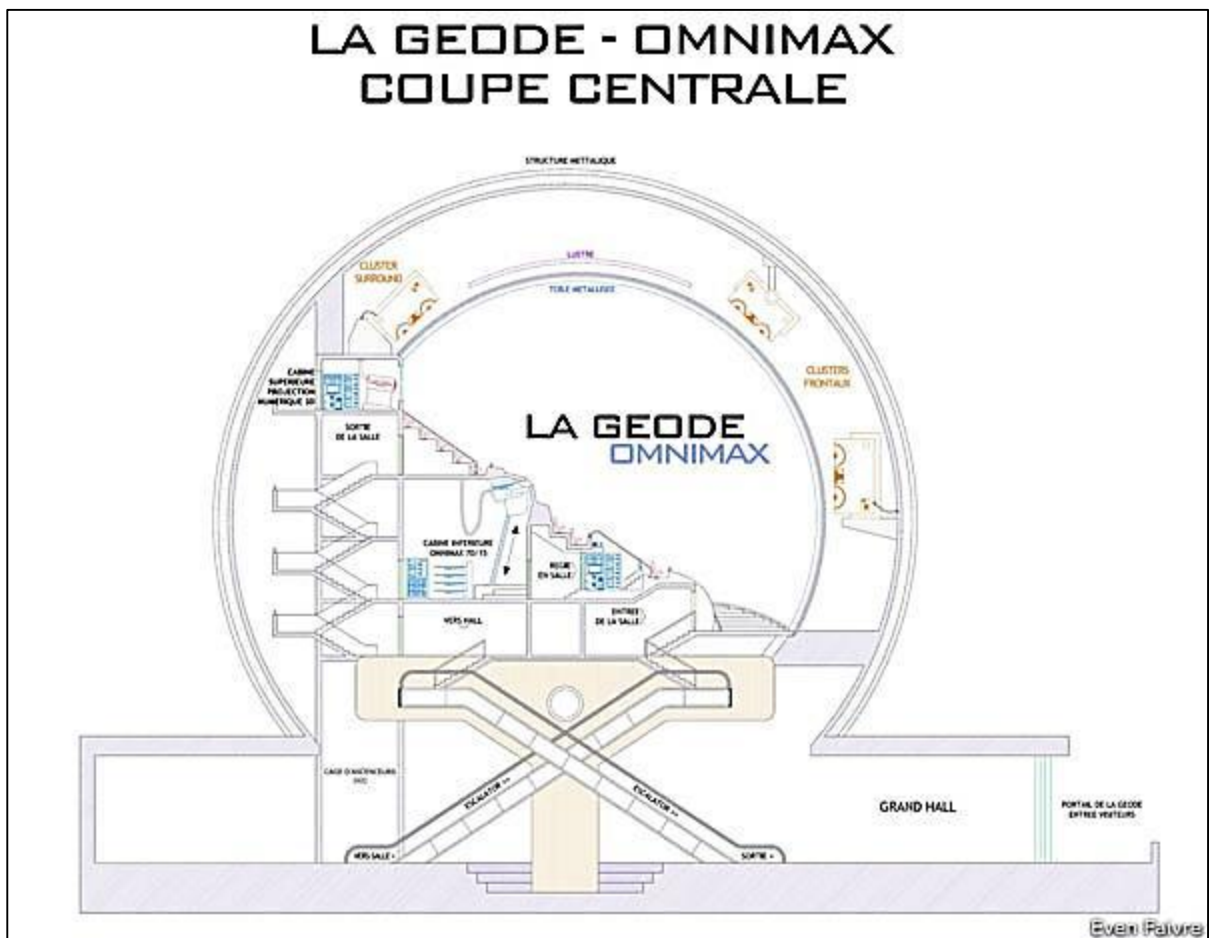 LA GEODE - OMNIMAX
COUPE CENTRALE
STRUCTURE METTALIQUE
LUSTRE
CLUSTER
SURROUND
TOILE METALLISEE
CLUSTERS
FRONTAUX
CABINE
SUPERIEURE
PROJECTION
NUMERIQUE 3D
SORTIE
DE LA SALLE
LA GEODE
OMNIMAX
CABINE INFERIEURE
OMNIMAX 70/15
REGIE
EN SALLE
VERS HALL
ENTREE
DE LA SALLE
CAGE D'ASCENCEURS
ESCALATOR >>
ESCALATOR >>
GRAND HALL
PORTAIL DE LA GEODE
ENTREE VISITEURS
VERS SALLE
SORTIE
Even Faivre